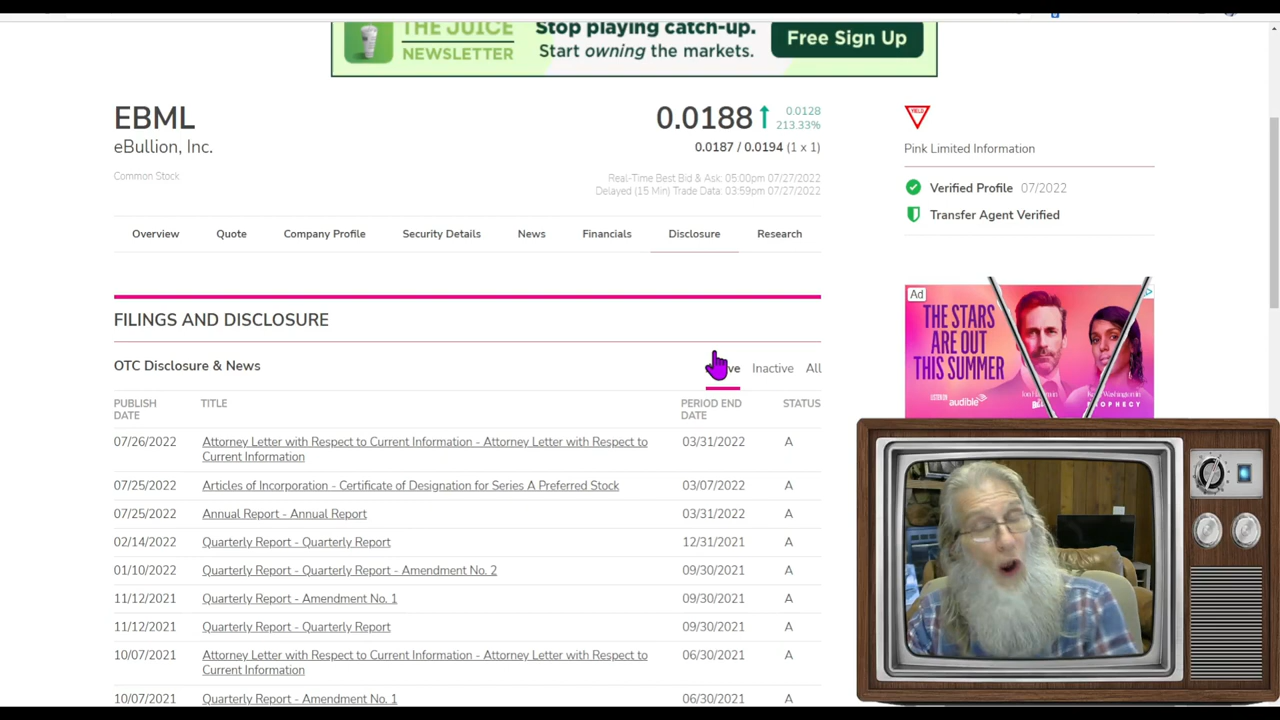 THE JUICE
NEWSLETTER
Stop playing catch-up.
Start owning the markets.
Free Sign Up
EBML
eBullion, Inc.
Common Stock
0.0188
0.0128
213.33%
0.0187 / 0.0194 (1 x 1)
Real-Time Best Bid & Ask: 05:00pm 07/27/2022
Delayed (15 Min) Trade Data: 03:59pm 07/27/2022
YIELD
Pink Limited Information
Verified Profile 07/2022
Transfer Agent Verified
Overview Quote Company Profile Security Details News Financials Disclosure Research
FILINGS AND DISCLOSURE
OTC Disclosure & News
Inactive All
PUBLISH DATE TITLE PERIOD END DATE STATUS
07/26/2022 Attorney Letter with Respect to Current Information - Attorney Letter with Respect to 03/31/2022 A
Current Information
07/25/2022 Articles of Incorporation - Certificate of Designation for Series A Preferred Stock 03/07/2022 A
07/25/2022 Annual Report - Annual Report 03/31/2022 A
02/14/2022 Quarterly Report - Quarterly Report 12/31/2021 A
01/10/2022 Quarterly Report - Quarterly Report - Amendment No. 2 09/30/2021 A
11/12/2021 Quarterly Report - Amendment No. 1 09/30/2021 A
11/12/2021 Quarterly Report - Quarterly Report 09/30/2021 A
10/07/2021 Attorney Letter with Respect to Current Information - Attorney Letter with Respect to 06/30/2021 A
Current Information
10/07/2021 Quarterly Report - Amendment No. 1 06/30/2021 A
Ad
THE STARS
ARE OUT
THIS SUMMER
audible
PROPHECY